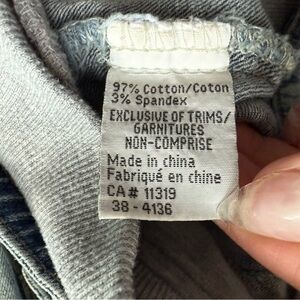 97% Cotton/Coton
3% Spandex
EXCLUSIVE OF TRIMS/
GARNITURES
NON-COMPRISE
Made in china
Fabriqué en chine
CA# 11319
38 - 4136